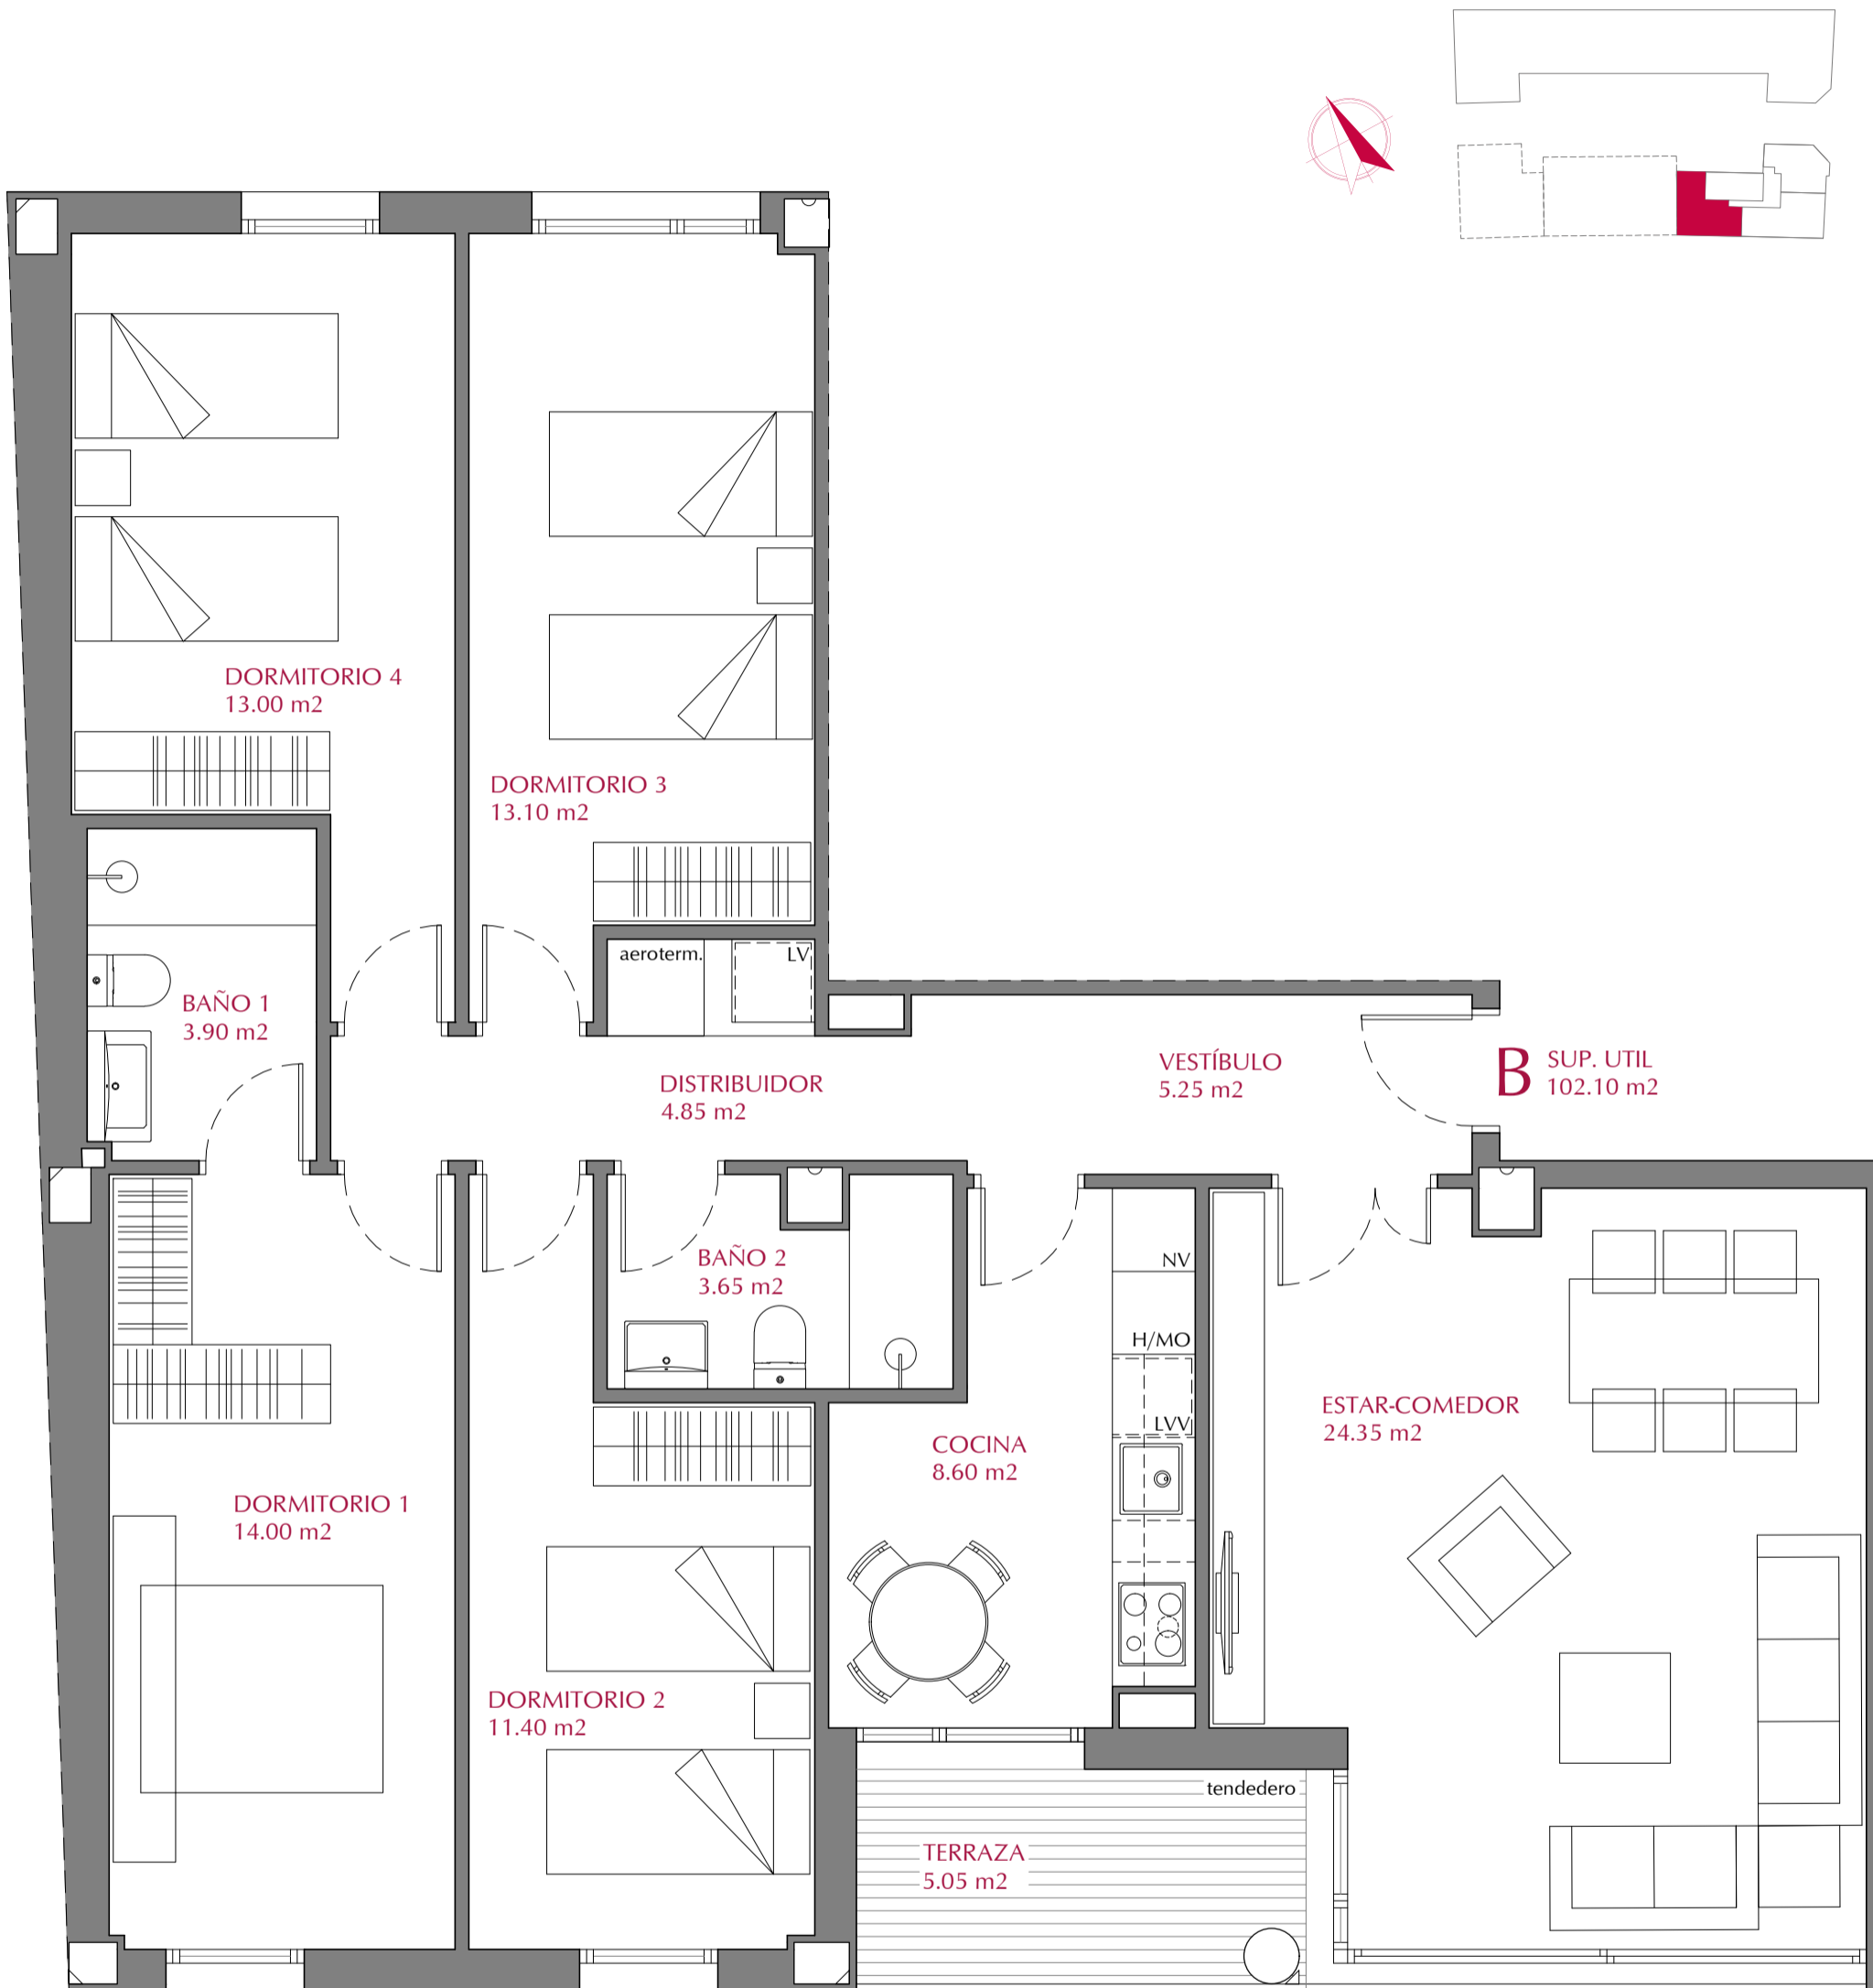 DORMITORIO 4
13.00 m2
DORMITORIO 3
13.10 m2
aeroterm.
LV
BAÑO 1
3.90 m2
DISTRIBUIDOR
4.85 m2
VESTÍBULO
5.25 m2
B
SUP. UTIL
102.10 m2
BAÑO 2
3.65 m2
NV
H/MO
LVV
COCINA
8.60 m2
ESTAR-COMEDOR
24.35 m2
DORMITORIO 1
14.00 m2
DORMITORIO 2
11.40 m2
tendedero
TERRAZA
5.05 m2